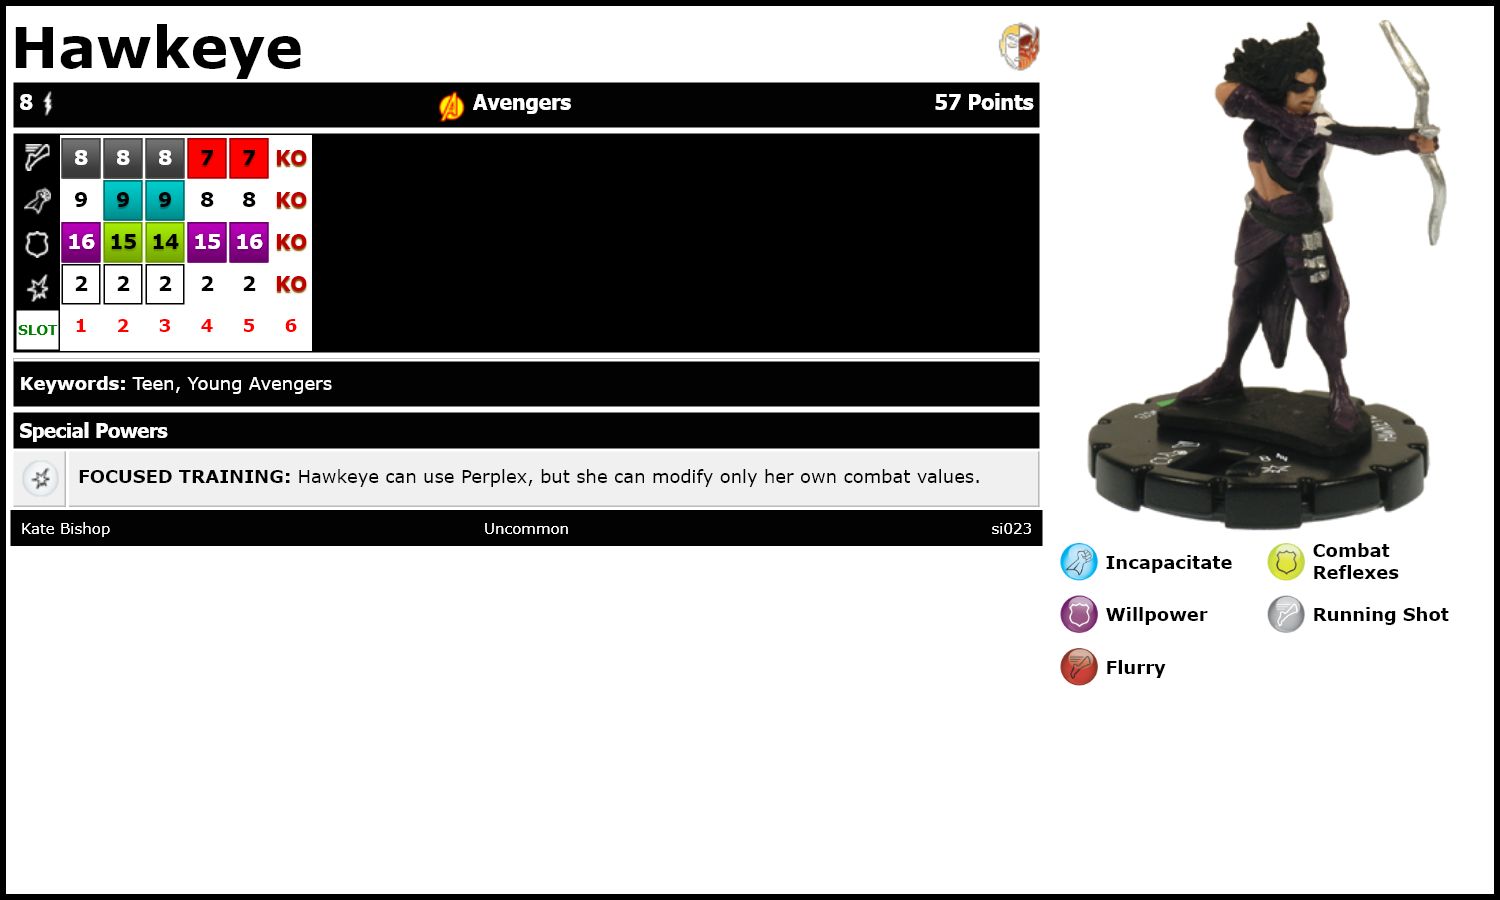 Hawkeye
8 Avengers 57 Points
8 8 8 7 7 KO
9 9 9 8 8 KO
16 15 14 15 16 KO
2 2 2 2 2 KO
SLOT 1 2 3 4 5 6
Keywords: Teen, Young Avengers
Special Powers
FOCUSED TRAINING: Hawkeye can use Perplex, but she can modify only her own combat values.
Kate Bishop Uncommon si023
Incapacitate
Combat
Reflexes
Willpower
Running Shot
Flurry